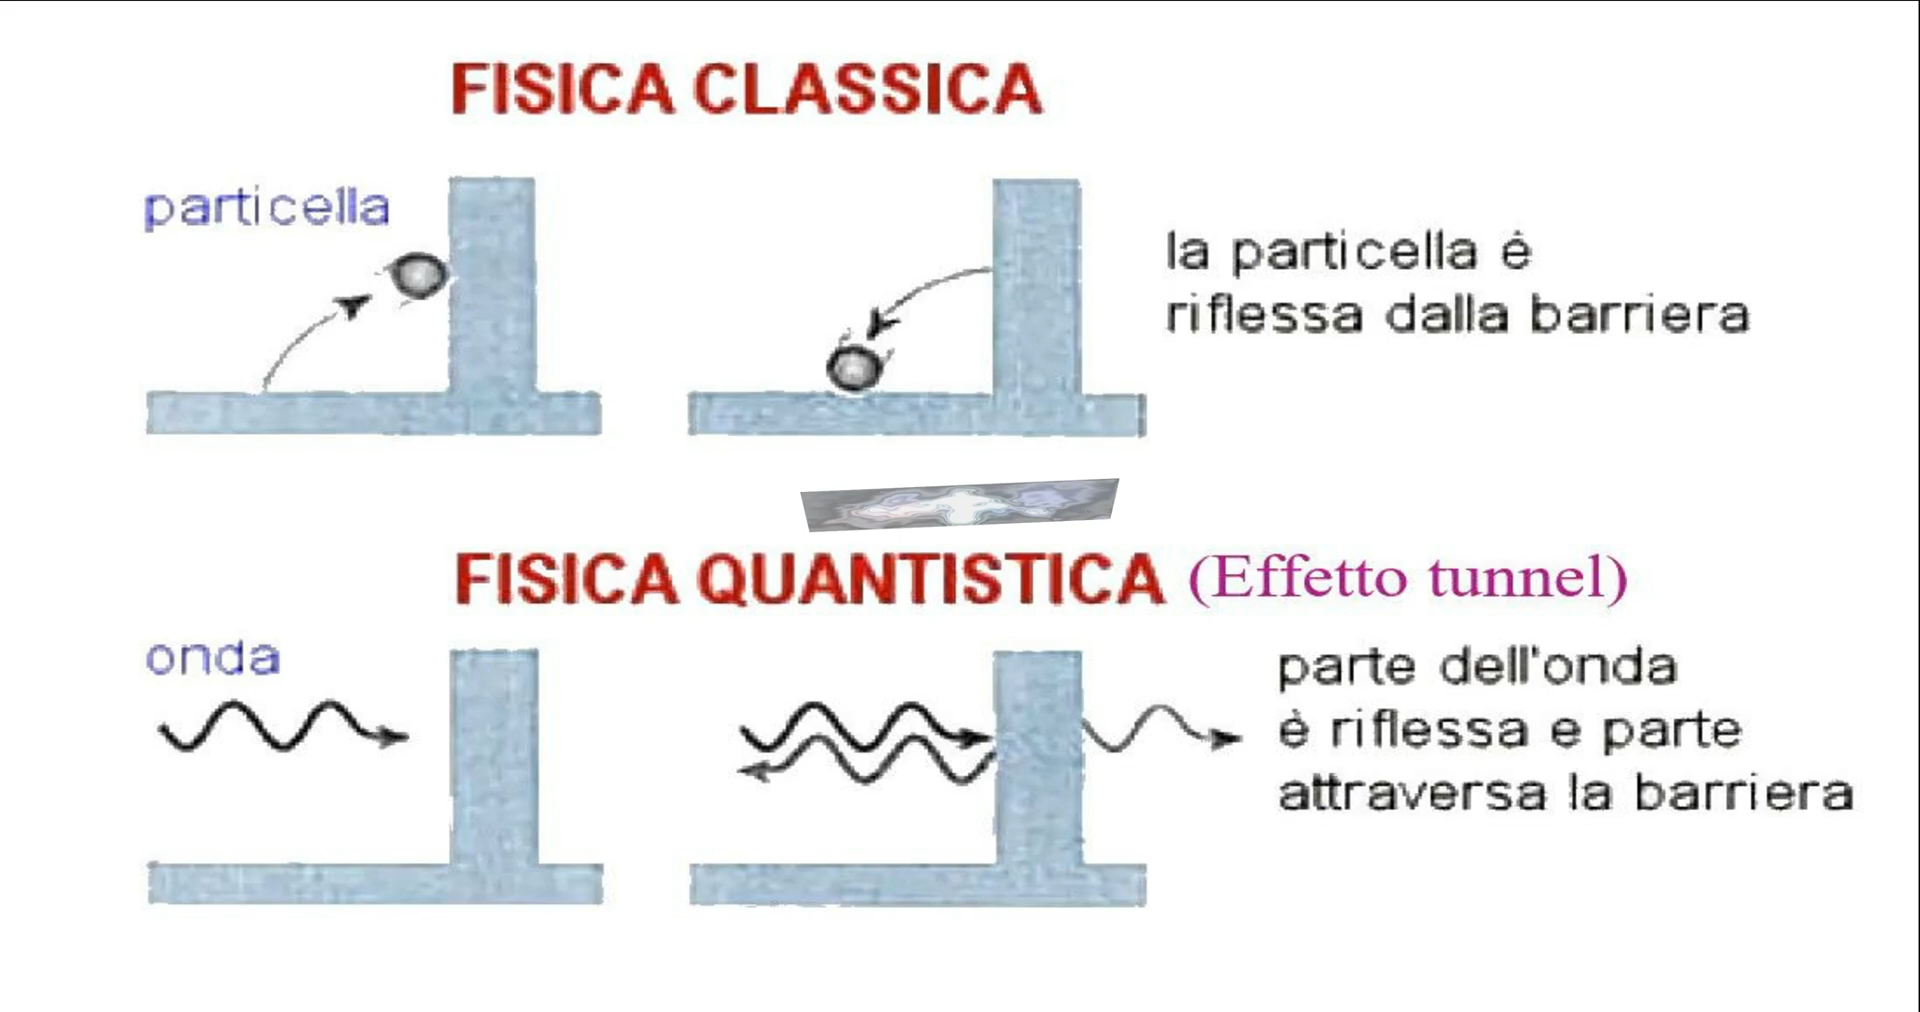 FISICA CLASSICA
particella
la particella è
riflessa dalla barriera
FISICA QUANTISTICA (Effetto tunnel)
onda
parte dell'onda
è riflessa e parte
attraversa la barriera